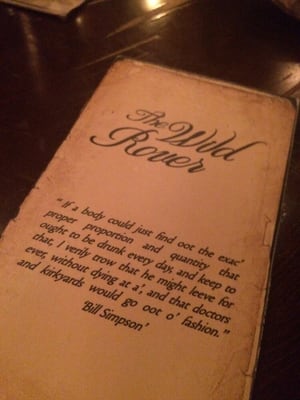 The Wild
Rover
" If a body could just find oot the exac'
proper proportion and quantity that
ought to be drunk every day, and keep to
that, I verily trow that he might leeve for
ever, without dying at a', and that doctors
and kirkyards would go oot o' fashion. "
'Bill Simpson'